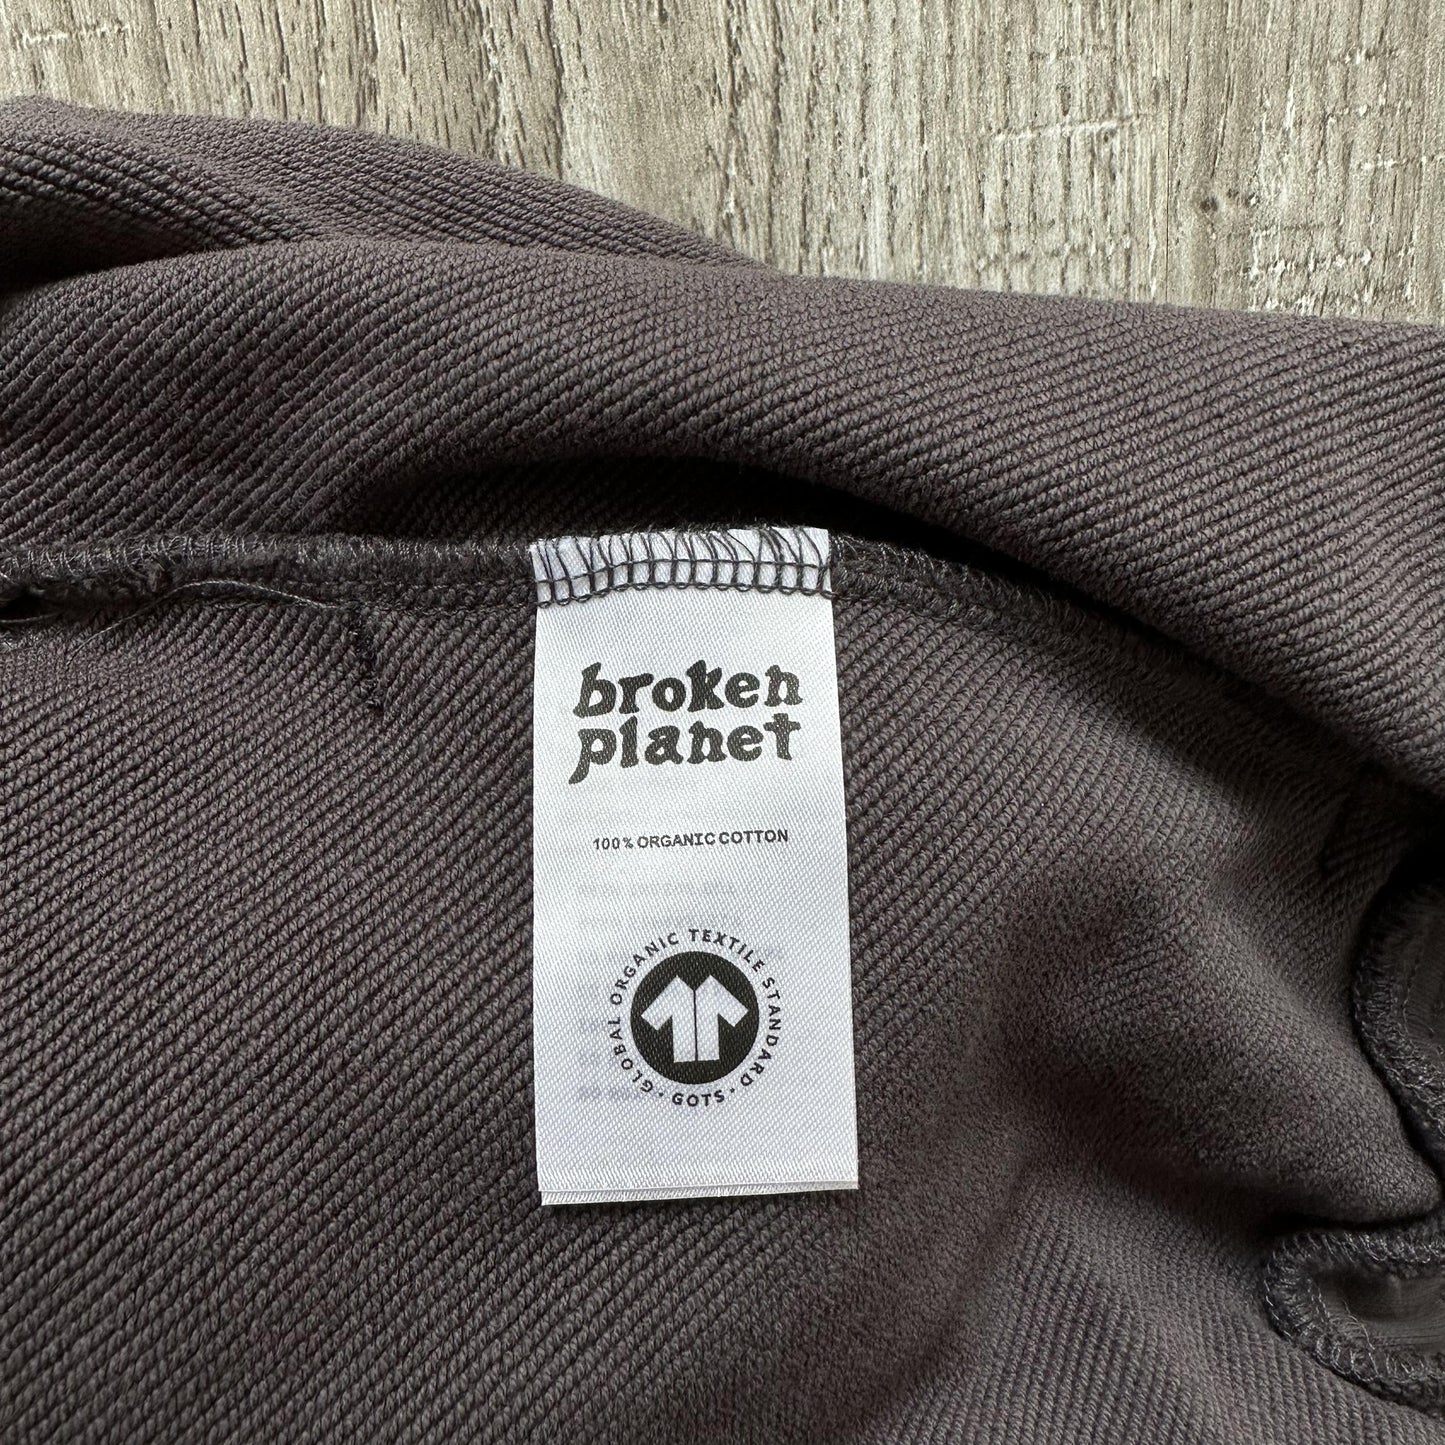 broken
planet
100% ORGANIC COTTON
GLOBAL ORGANIC TEXTILE STANDARD · GOTS ·